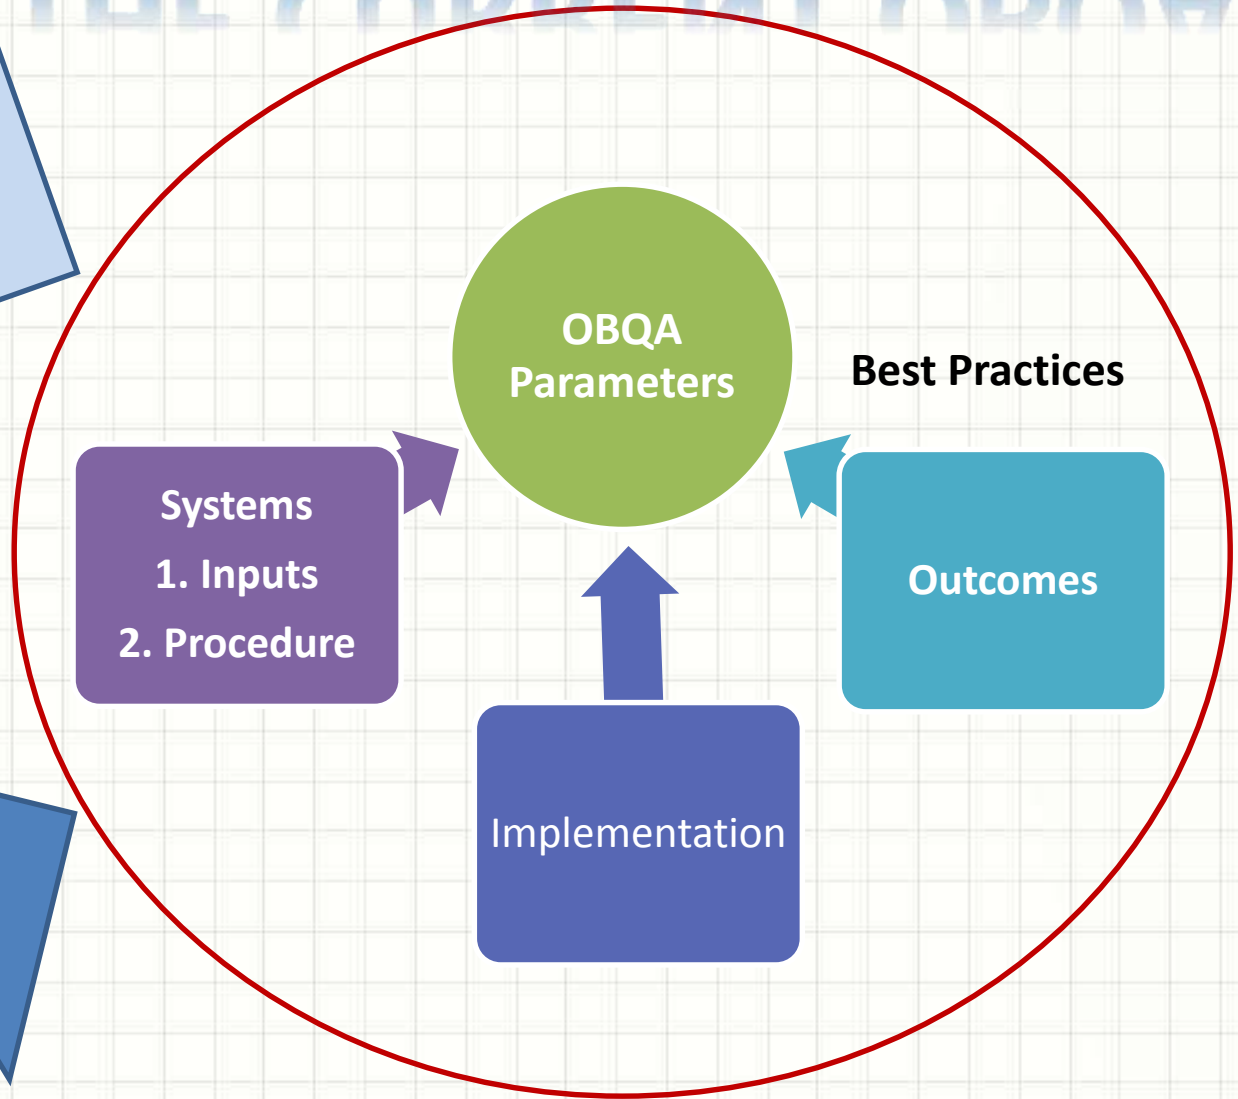 OBQA
Parameters
Best Practices
Systems
1. Inputs
2. Procedure
Outcomes
Implementation